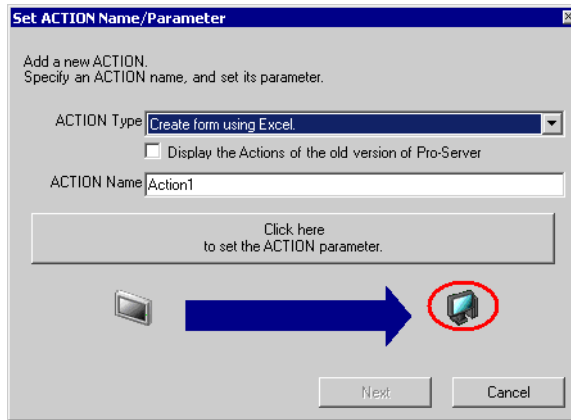 Set ACTION Name/Parameter
Add a new ACTION.
Specify an ACTION name, and set its parameter.
ACTION Type Create form using Excel.
Display the Actions of the old version of Pro-Server
ACTION Name Action1
Click here
to set the ACTION parameter.
Next Cancel